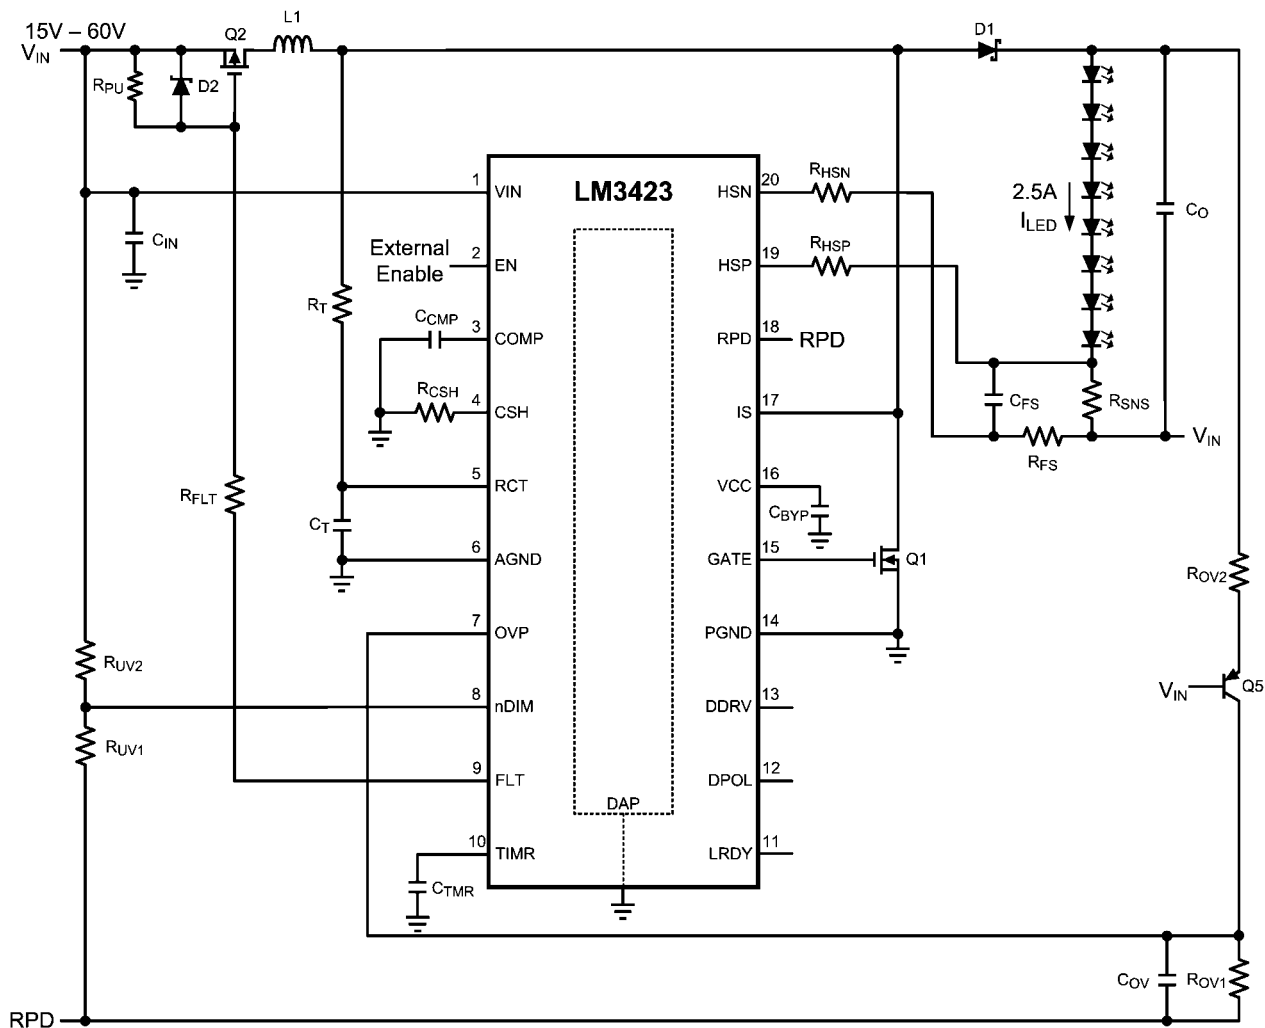 15V – 60V
L1
Q2
D1
VIN
RPU
D2
1
VIN
LM3423
HSN
20
RHSN
2.5A
ILED
CO
CIN
External
Enable
2
EN
HSP
19
RHSP
RT
CCMP
3
COMP
RPD
18
RPD
RCSH
4
CSH
IS
17
CFS
RSNS
RFS
VIN
RFLT
5
RCT
VCC
16
CBYP
CT
6
AGND
GATE
15
Q1
ROV2
7
OVP
PGND
14
RUV2
VIN
Q5
8
nDIM
DDRV
13
RUV1
9
FLT
DPOL
12
DAP
10
TIMR
LRDY
11
CTMR
COV
ROV1
RPD